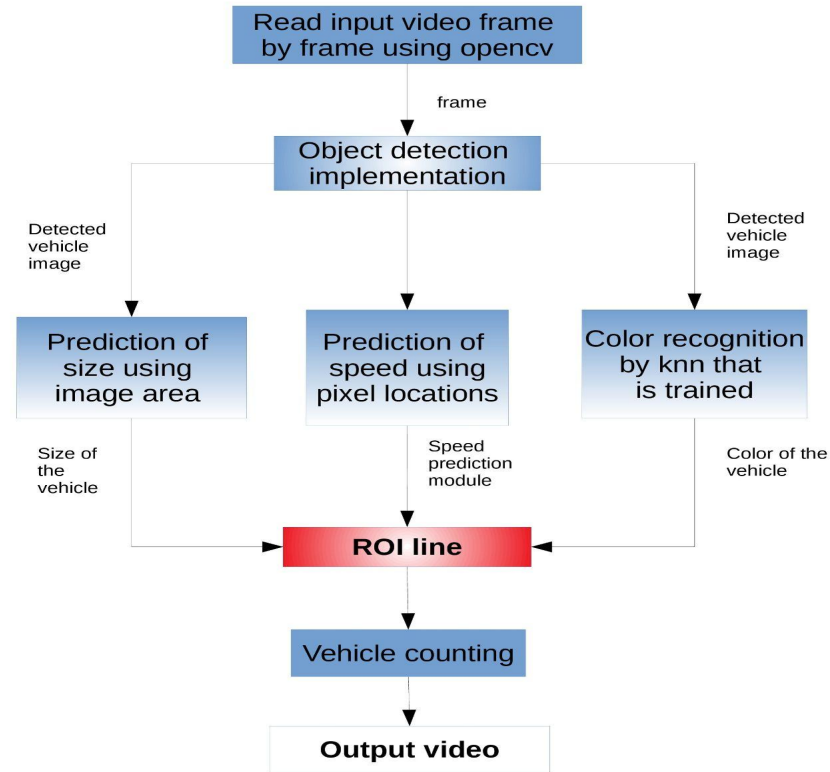 Read input video frame
by frame using opencv
frame
Object detection
implementation
Detected
vehicle
image
Detected
vehicle
image
Prediction of
size using
image area
Prediction of
speed using
pixel locations
Color recognition
by knn that
is trained
Size of
the
vehicle
Speed
prediction
module
Color of the
vehicle
ROI line
Vehicle counting
Output video